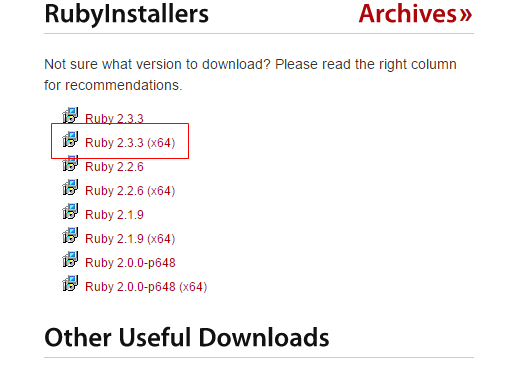 RubyInstallers
Archives»
Not sure what version to download? Please read the right column
for recommendations.
Ruby 2.3.3
Ruby 2.3.3 (x64)
Ruby 2.2.6
Ruby 2.2.6 (x64)
Ruby 2.1.9
Ruby 2.1.9 (x64)
Ruby 2.0.0-p648
Ruby 2.0.0-p648 (x64)
Other Useful Downloads